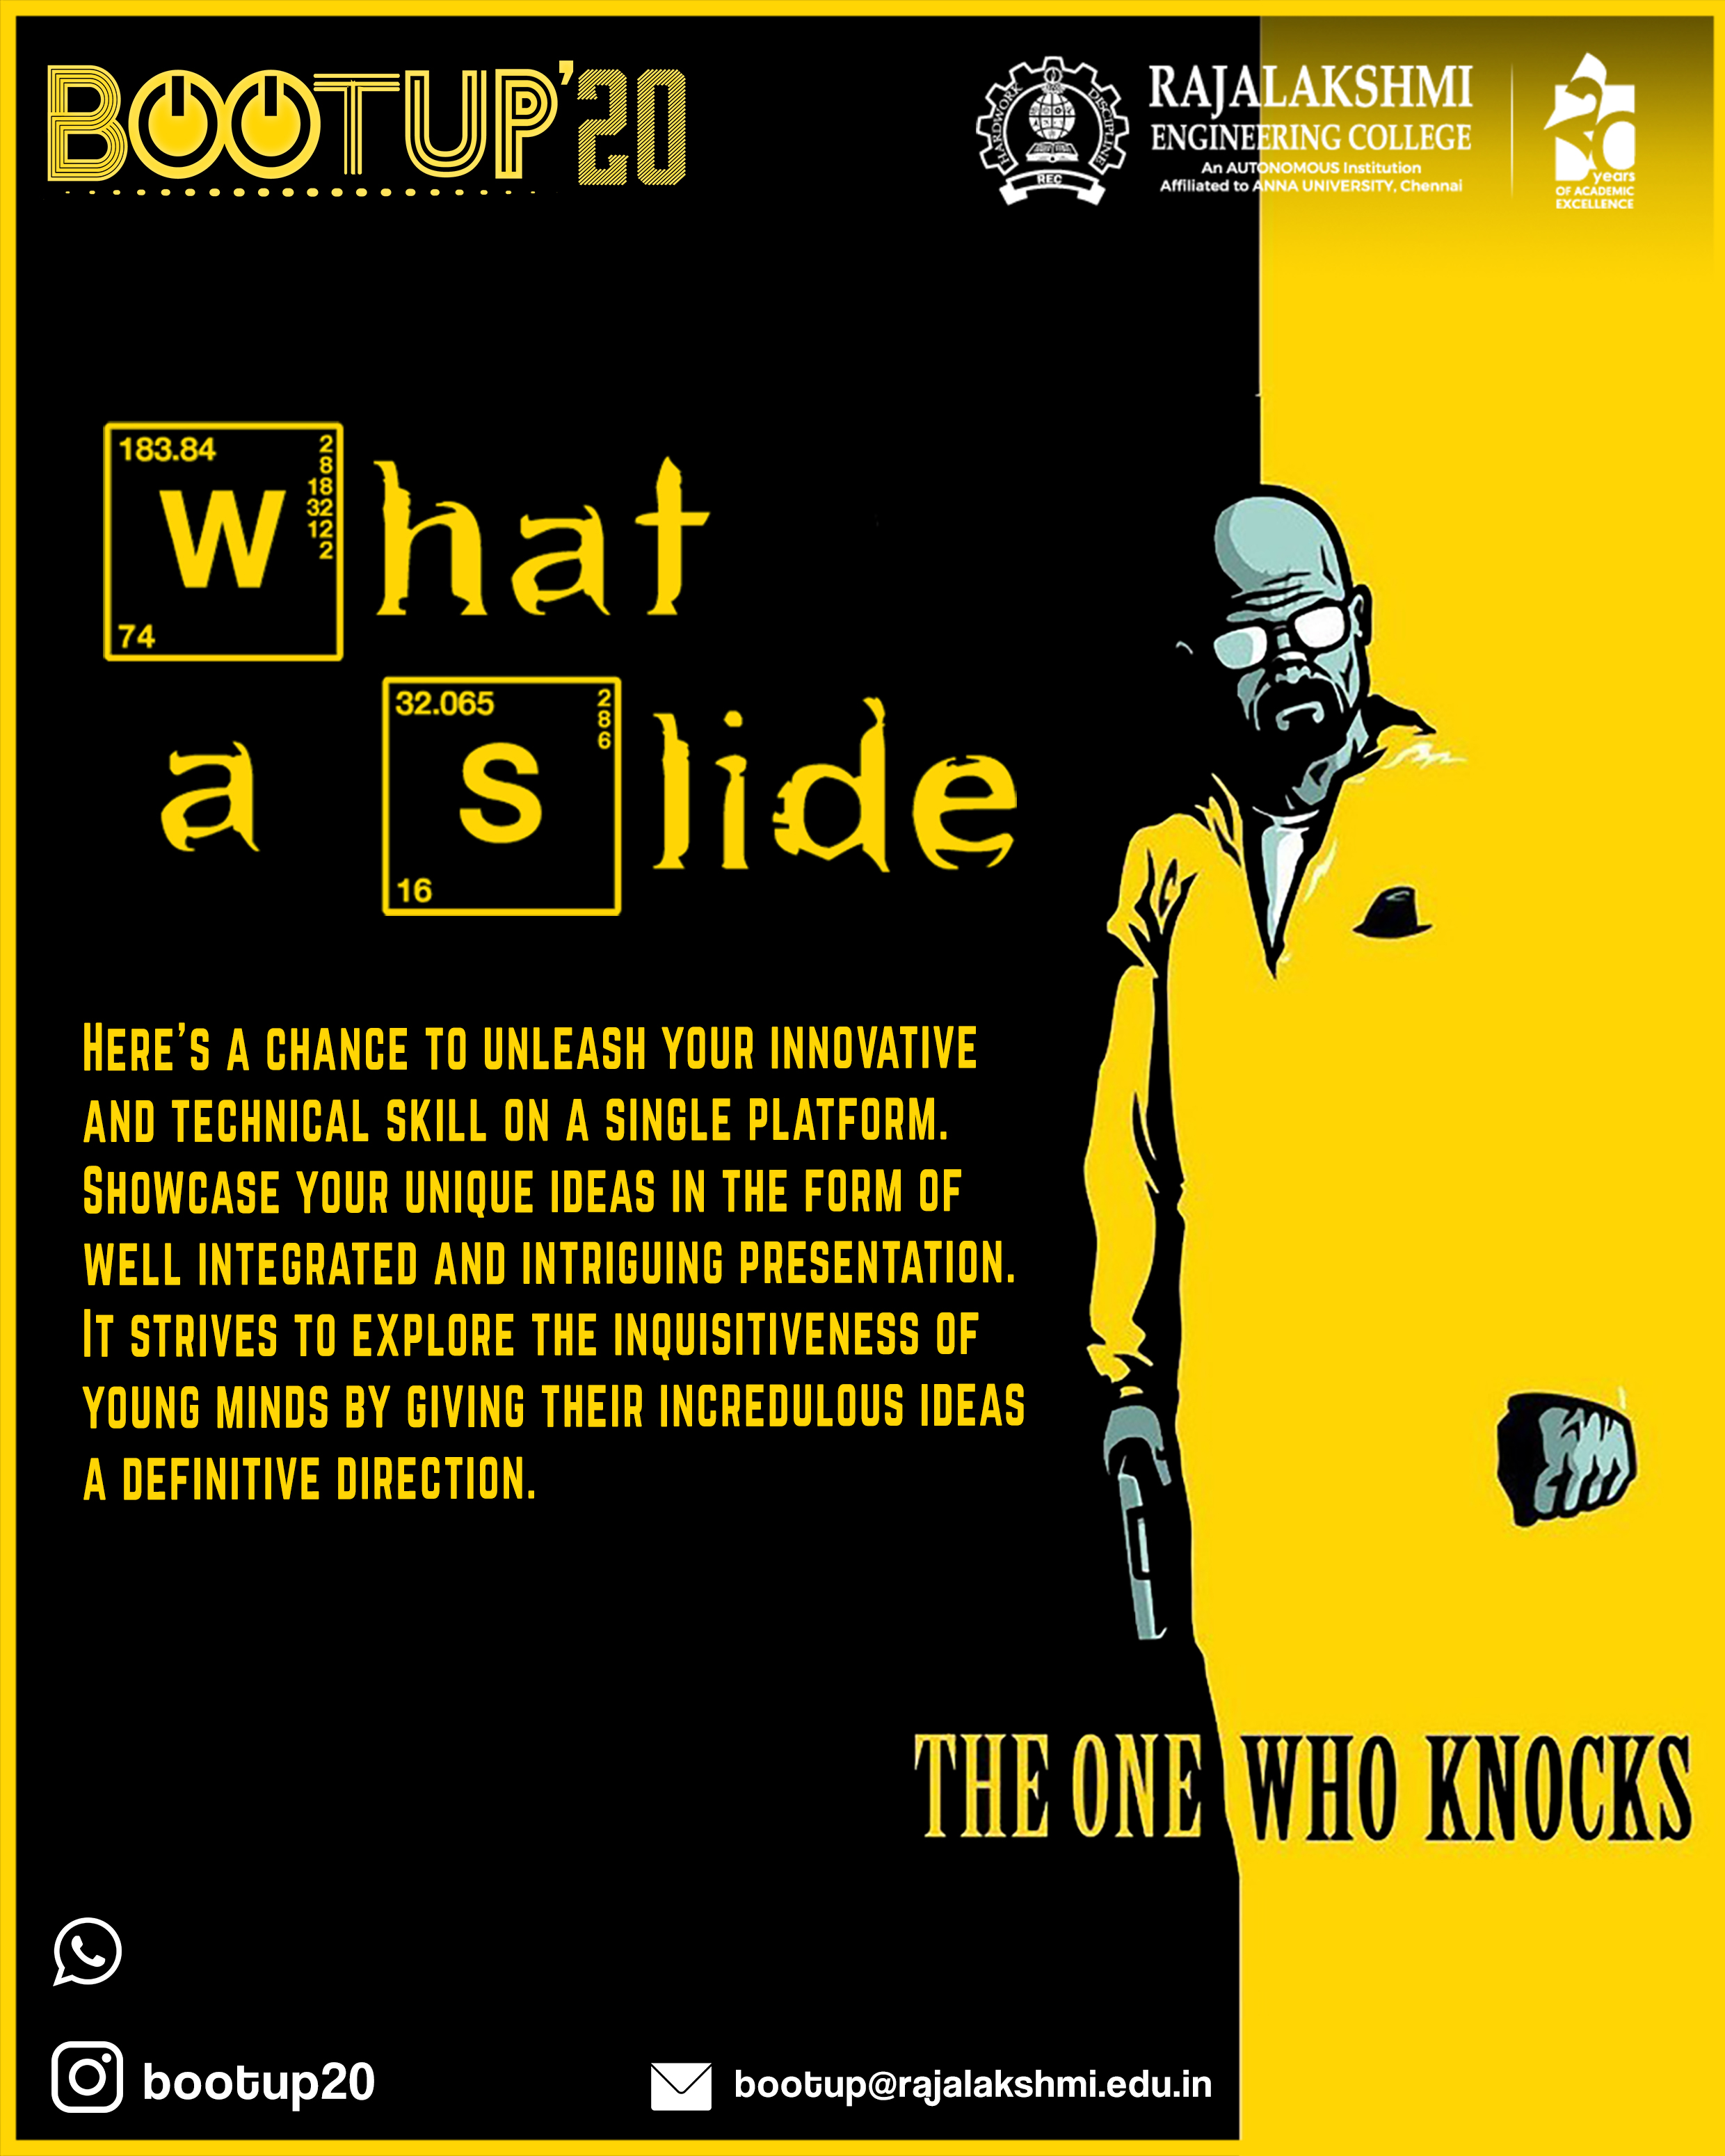 BOOTUP'20
HARDWORK
DISCIPLINE
REC
RAJALAKSHMI
ENGINEERING COLLEGE
An AUTONOMOUS Institution
Affiliated to ANNA UNIVERSITY, Chennai
years
OF ACADEMIC
EXCELLENCE
183.84
2
8
18
32
12
2
What
74
32.065
2
8
6
a Slide
16
Here's a chance to unleash your innovative
and technical skill on a single platform.
Showcase your unique ideas in the form of
well integrated and intriguing presentation.
It strives to explore the inquisitiveness of
young minds by giving their incredulous ideas
a definitive direction.
THE ONE WHO KNOCKS
bootup20
bootup@rajalakshmi.edu.in